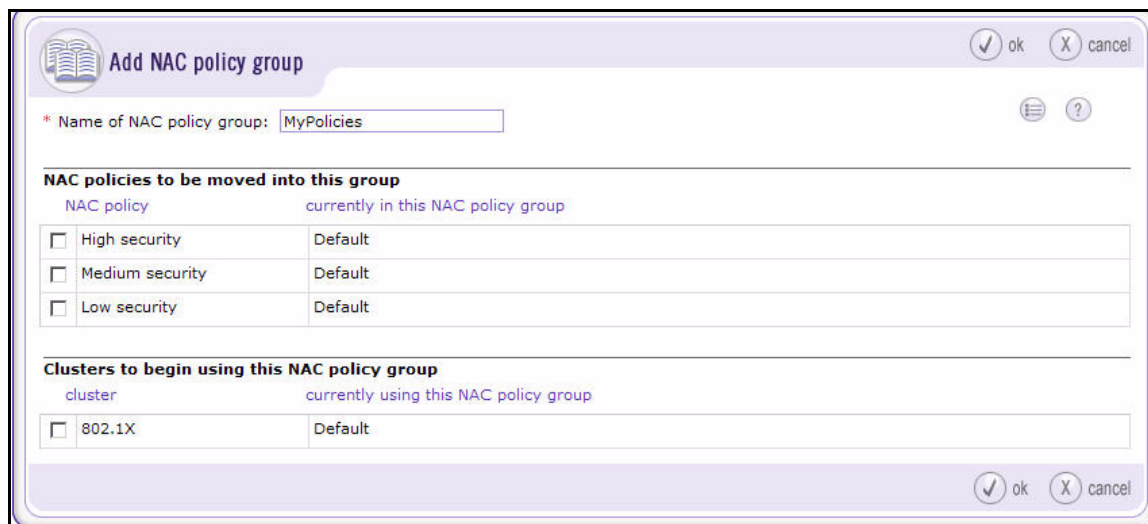 Add NAC policy group
ok cancel
* Name of NAC policy group: MyPolicies
NAC policies to be moved into this group
NAC policy currently in this NAC policy group
High security Default
Medium security Default
Low security Default
Clusters to begin using this NAC policy group
cluster currently using this NAC policy group
802.1X Default
ok cancel